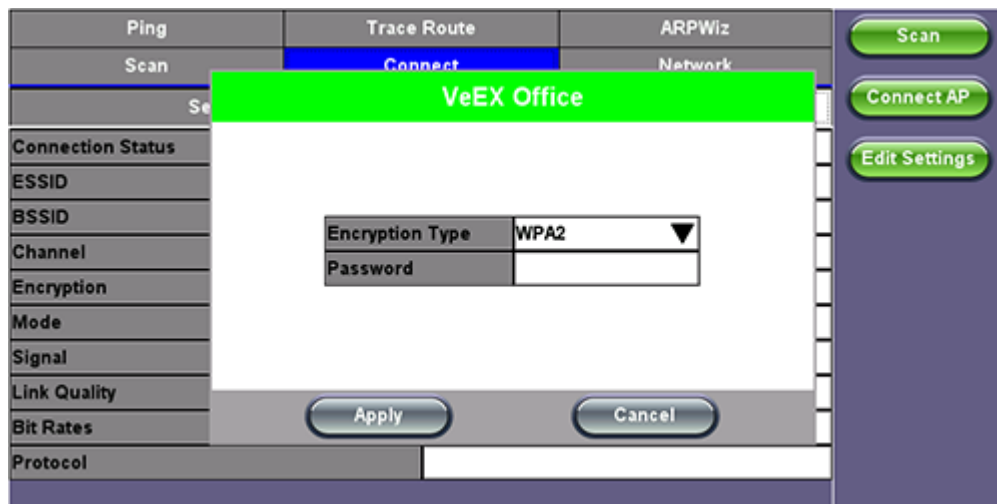 Ping Trace Route ARPWiz
Scan Connect Network
Se
VeEX Office
Connection Status
ESSID
BSSID
Channel
Encryption
Mode
Signal
Link Quality
Bit Rates
Protocol
Encryption Type WPA2
Password
Apply Cancel
Scan
Connect AP
Edit Settings